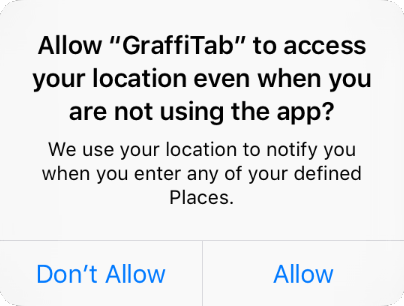 Allow “GraffiTab” to access
your location even when you
are not using the app?
We use your location to notify you
when you enter any of your defined
Places.
Don’t Allow
Allow